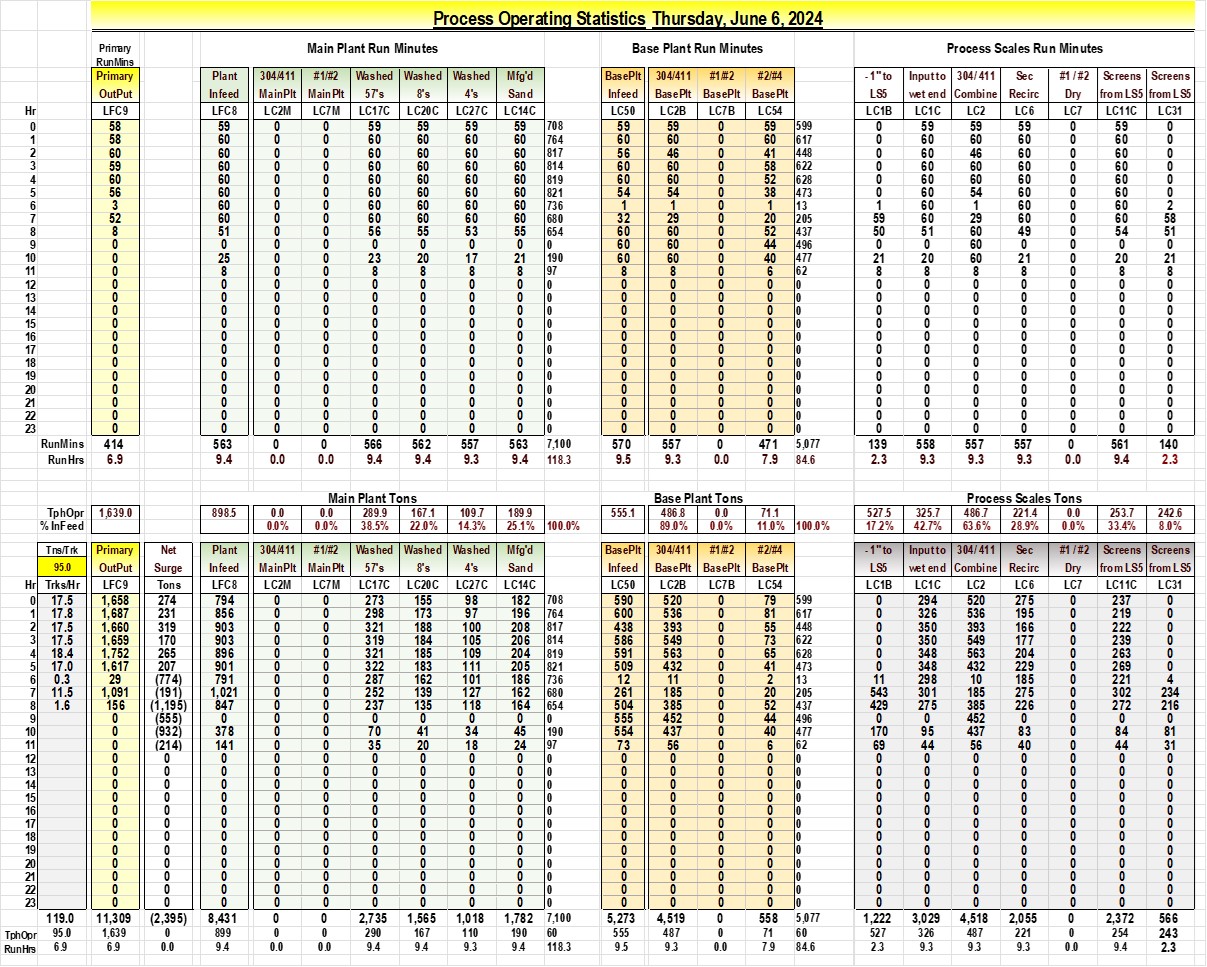 Process Operating Statistics Thursday, June 6, 2024
Primary RunMins Main Plant Run Minutes Base Plant Run Minutes Process Scales Run Minutes
Primary Plant 304/411 #1/#2 Washed Washed Washed Mfg'd BasePlt 304/411 #1/#2 #2/#4 - 1" to Input to 304/ 411 Sec #1 / #2 Screens Screens
OutPut Infeed MainPlt MainPlt 57's 8's 4's Sand Infeed BasePlt BasePlt BasePlt LS5 wet end Combine Recirc Dry from LS5 from LS5
Hr LFC9 LFC8 LC2M LC7M LC17C LC20C LC27C LC14C LC50 LC2B LC7B LC54 LC1B LC1C LC2 LC6 LC7 LC11C LC31
0 58 59 0 0 59 59 59 59 708 59 59 0 59 599 0 59 59 59 0 59 0
1 58 60 0 0 60 60 60 60 764 60 60 0 60 617 0 60 60 60 0 60 0
2 60 60 0 0 60 60 60 60 817 56 46 0 41 448 0 60 46 60 0 60 0
3 59 60 0 0 60 60 60 60 814 60 60 0 58 622 0 60 60 60 0 60 0
4 60 60 0 0 60 60 60 60 819 60 60 0 52 628 0 60 60 60 0 60 0
5 56 60 0 0 60 60 60 60 821 54 54 0 38 473 0 60 54 60 0 60 0
6 3 60 0 0 60 60 60 60 736 1 1 0 1 13 1 60 1 60 0 60 2
7 52 60 0 0 60 60 60 60 680 32 29 0 20 205 59 60 29 60 0 60 58
8 8 51 0 0 56 55 53 55 654 60 60 0 52 437 50 51 60 49 0 54 51
9 0 0 0 0 0 0 0 0 0 60 60 0 44 496 0 0 60 0 0 0 0
10 0 25 0 0 23 20 17 21 190 60 60 0 40 477 21 20 60 21 0 20 21
11 0 8 0 0 8 8 8 8 97 8 8 0 6 62 8 8 8 8 0 8 8
12 0 0 0 0 0 0 0 0 0 0 0 0 0 0 0 0 0 0 0 0 0
13 0 0 0 0 0 0 0 0 0 0 0 0 0 0 0 0 0 0 0 0 0
14 0 0 0 0 0 0 0 0 0 0 0 0 0 0 0 0 0 0 0 0 0
15 0 0 0 0 0 0 0 0 0 0 0 0 0 0 0 0 0 0 0 0 0
16 0 0 0 0 0 0 0 0 0 0 0 0 0 0 0 0 0 0 0 0 0
17 0 0 0 0 0 0 0 0 0 0 0 0 0 0 0 0 0 0 0 0 0
18 0 0 0 0 0 0 0 0 0 0 0 0 0 0 0 0 0 0 0 0 0
19 0 0 0 0 0 0 0 0 0 0 0 0 0 0 0 0 0 0 0 0 0
20 0 0 0 0 0 0 0 0 0 0 0 0 0 0 0 0 0 0 0 0 0
21 0 0 0 0 0 0 0 0 0 0 0 0 0 0 0 0 0 0 0 0 0
22 0 0 0 0 0 0 0 0 0 0 0 0 0 0 0 0 0 0 0 0 0
23 0 0 0 0 0 0 0 0 0 0 0 0 0 0 0 0 0 0 0 0 0
RunMins 414 563 0 0 566 562 557 563 7,100 570 557 0 471 5,077 139 558 557 557 0 561 140
RunHrs 6.9 9.4 0.0 0.0 9.4 9.4 9.3 9.4 118.3 9.5 9.3 0.0 7.9 84.6 2.3 9.3 9.3 9.3 0.0 9.4 2.3
Main Plant Tons Base Plant Tons Process Scales Tons
TphOpr 1,639.0 898.5 0.0 0.0 289.9 167.1 109.7 189.9 555.1 486.8 0.0 71.1 527.5 325.7 486.7 221.4 0.0 253.7 242.6
% InFeed 0.0% 0.0% 38.5% 22.0% 14.3% 25.1% 100.0% 89.0% 0.0% 11.0% 100.0% 17.2% 42.7% 63.6% 28.9% 0.0% 33.4% 8.0%
Tns/Trk Primary Net Plant 304/411 #1/#2 Washed Washed Washed Mfg'd BasePlt 304/411 #1/#2 #2/#4 - 1" to Input to 304/ 411 Sec #1 / #2 Screens Screens
95.0 OutPut Surge Infeed MainPlt MainPlt 57's 8's 4's Sand Infeed BasePlt BasePlt BasePlt LS5 wet end Combine Recirc Dry from LS5 from LS5
Hr Trks/Hr LFC9 Tons LFC8 LC2M LC7M LC17C LC20C LC27C LC14C LC50 LC2B LC7B LC54 LC1B LC1C LC2 LC6 LC7 LC11C LC31
0 17.5 1,658 274 794 0 0 273 155 98 182 708 590 520 0 79 599 0 294 520 275 0 237 0
1 17.8 1,687 231 856 0 0 298 173 97 196 764 600 536 0 81 617 0 326 536 195 0 219 0
2 17.5 1,660 319 903 0 0 321 188 100 208 817 438 393 0 55 448 0 350 393 166 0 222 0
3 17.5 1,659 170 903 0 0 319 184 105 206 814 586 549 0 73 622 0 350 549 177 0 239 0
4 18.4 1,752 265 896 0 0 321 185 109 204 819 591 563 0 65 628 0 348 563 204 0 263 0
5 17.0 1,617 207 901 0 0 322 183 111 205 821 509 432 0 41 473 0 348 432 229 0 269 0
6 0.3 29 (774) 791 0 0 287 162 101 186 736 12 11 0 2 13 11 298 10 185 0 221 4
7 11.5 1,091 (191) 1,021 0 0 252 139 127 162 680 261 185 0 20 205 543 301 185 275 0 302 234
8 1.6 156 (1,195) 847 0 0 237 135 118 164 654 504 385 0 52 437 429 275 385 226 0 272 216
9 0 (555) 0 0 0 0 0 0 0 0 555 452 0 44 496 0 0 452 0 0 0 0
10 0 (932) 378 0 0 70 41 34 45 190 554 437 0 40 477 170 95 437 83 0 84 81
11 0 (214) 141 0 0 35 20 18 24 97 73 56 0 6 62 69 44 56 40 0 44 31
12 0 0 0 0 0 0 0 0 0 0 0 0 0 0 0 0 0 0 0 0 0 0
13 0 0 0 0 0 0 0 0 0 0 0 0 0 0 0 0 0 0 0 0 0 0
14 0 0 0 0 0 0 0 0 0 0 0 0 0 0 0 0 0 0 0 0 0 0
15 0 0 0 0 0 0 0 0 0 0 0 0 0 0 0 0 0 0 0 0 0 0
16 0 0 0 0 0 0 0 0 0 0 0 0 0 0 0 0 0 0 0 0 0 0
17 0 0 0 0 0 0 0 0 0 0 0 0 0 0 0 0 0 0 0 0 0 0
18 0 0 0 0 0 0 0 0 0 0 0 0 0 0 0 0 0 0 0 0 0 0
19 0 0 0 0 0 0 0 0 0 0 0 0 0 0 0 0 0 0 0 0 0 0
20 0 0 0 0 0 0 0 0 0 0 0 0 0 0 0 0 0 0 0 0 0 0
21 0 0 0 0 0 0 0 0 0 0 0 0 0 0 0 0 0 0 0 0 0 0
22 0 0 0 0 0 0 0 0 0 0 0 0 0 0 0 0 0 0 0 0 0 0
23 0 0 0 0 0 0 0 0 0 0 0 0 0 0 0 0 0 0 0 0 0 0
119.0 11,309 (2,395) 8,431 0 0 2,735 1,565 1,018 1,782 7,100 5,273 4,519 0 558 5,077 1,222 3,029 4,518 2,055 0 2,372 566
TphOpr 95.0 1,639 0 899 0 0 290 167 110 190 60 555 487 0 71 60 527 326 487 221 0 254 243
RunHrs 6.9 6.9 0.0 9.4 0.0 0.0 9.4 9.4 9.3 9.4 118.3 9.5 9.3 0.0 7.9 84.6 2.3 9.3 9.3 9.3 0.0 9.4 2.3